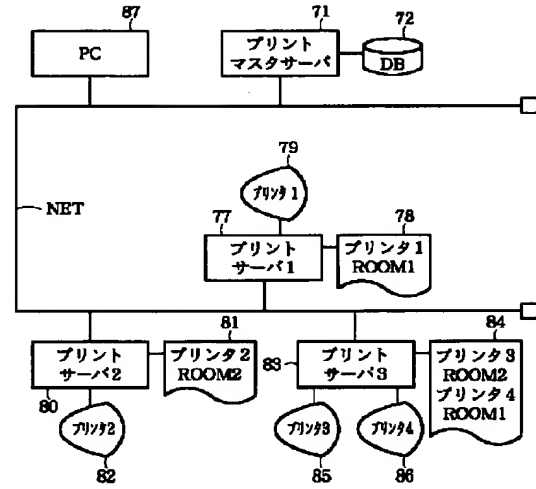 87
PC
71
プリント
マスタサーバ
72
DB
NET
79
プリンタ1
77
プリント
サーバ1
78
プリンタ1
ROOM1
プリント
サーバ2
80
81
プリンタ2
ROOM2
プリンタ2
82
83
プリント
サーバ3
84
プリンタ3
ROOM2
プリンタ4
ROOM1
プリンタ3
85
プリンタ4
86